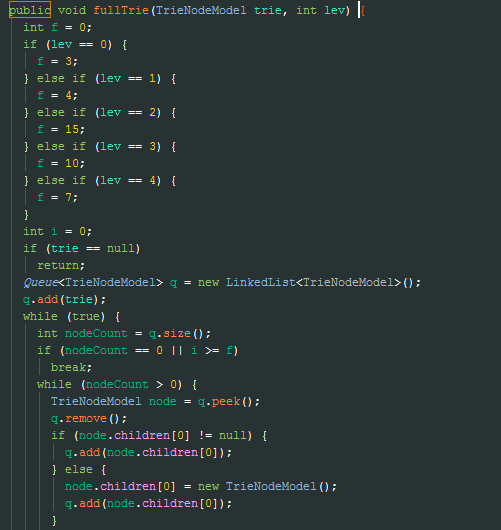 public void fullTrie(TrieNodeModel trie, int lev) {
int f = 0;
if (lev == 0) {
f = 3;
} else if (lev == 1) {
f = 4;
} else if (lev == 2) {
f = 15;
} else if (lev == 3) {
f = 10;
} else if (lev == 4) {
f = 7;
}
int i = 0;
if (trie == null)
return;
Queue<TrieNodeModel> q = new LinkedList<TrieNodeModel>();
q.add(trie);
while (true) {
int nodeCount = q.size();
if (nodeCount == 0 || i >= f)
break;
while (nodeCount > 0) {
TrieNodeModel node = q.peek();
q.remove();
if (node.children[0] != null) {
q.add(node.children[0]);
} else {
node.children[0] = new TrieNodeModel();
q.add(node.children[0]);
}